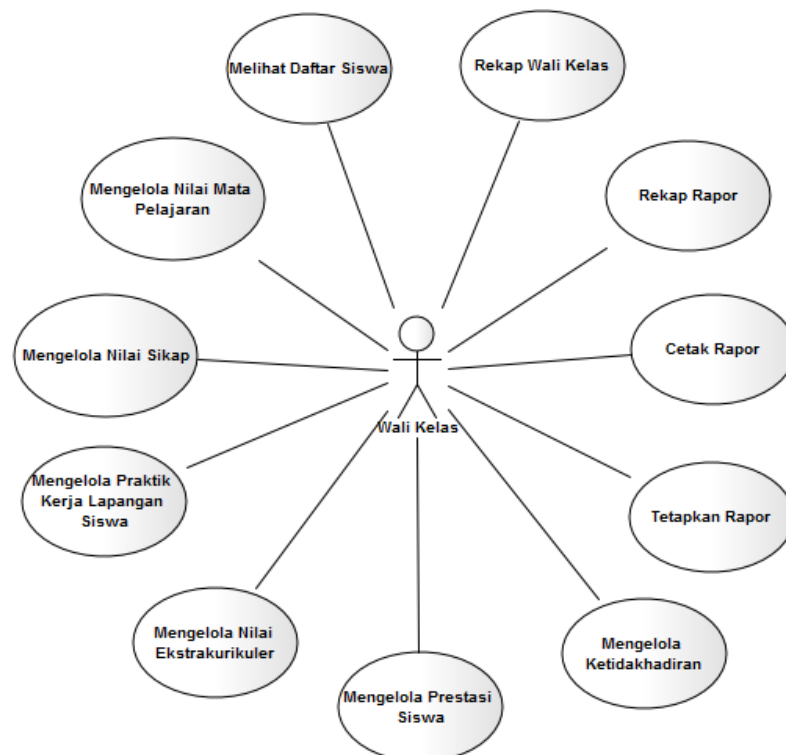 Melihat Daftar Siswa
Rekap Wali Kelas
Mengelola Nilai Mata
Pelajaran
Rekap Rapor
Mengelola Nilai Sikap
Cetak Rapor
Wali Kelas
Mengelola Praktik
Kerja Lapangan
Siswa
Tetapkan Rapor
Mengelola Nilai
Ekstrakurikuler
Mengelola
Ketidakhadiran
Mengelola Prestasi
Siswa